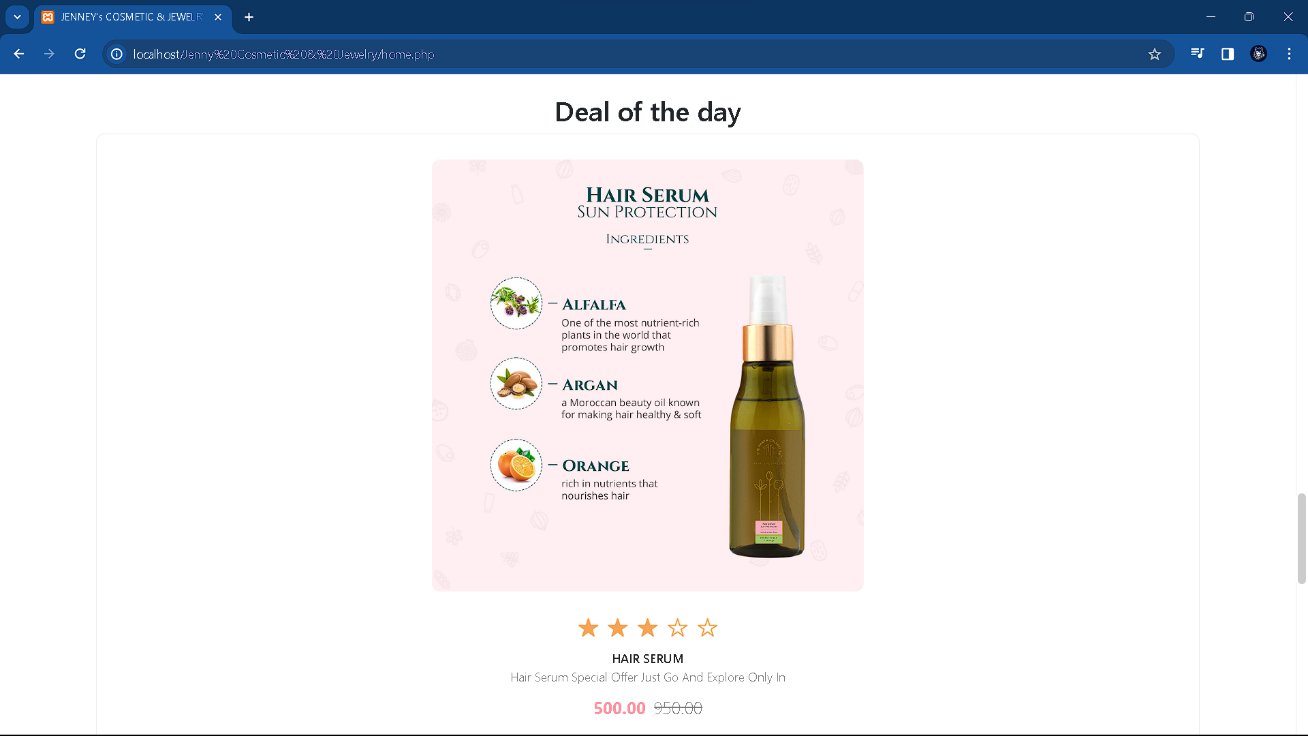 JENNEY's COSMETIC & JEWELR
localhost/Jenny%20Cosmetic%20&%20Jewelry/home.php
Deal of the day
HAIR SERUM
SUN PROTECTION
INGREDIENTS
ALFALFA
One of the most nutrient-rich
plants in the world that
promotes hair growth
ARGAN
a Moroccan beauty oil known
for making hair healthy & soft
ORANGE
rich in nutrients that
nourishes hair
HAIR SERUM
Hair Serum Special Offer Just Go And Explore Only In
500.00 950.00